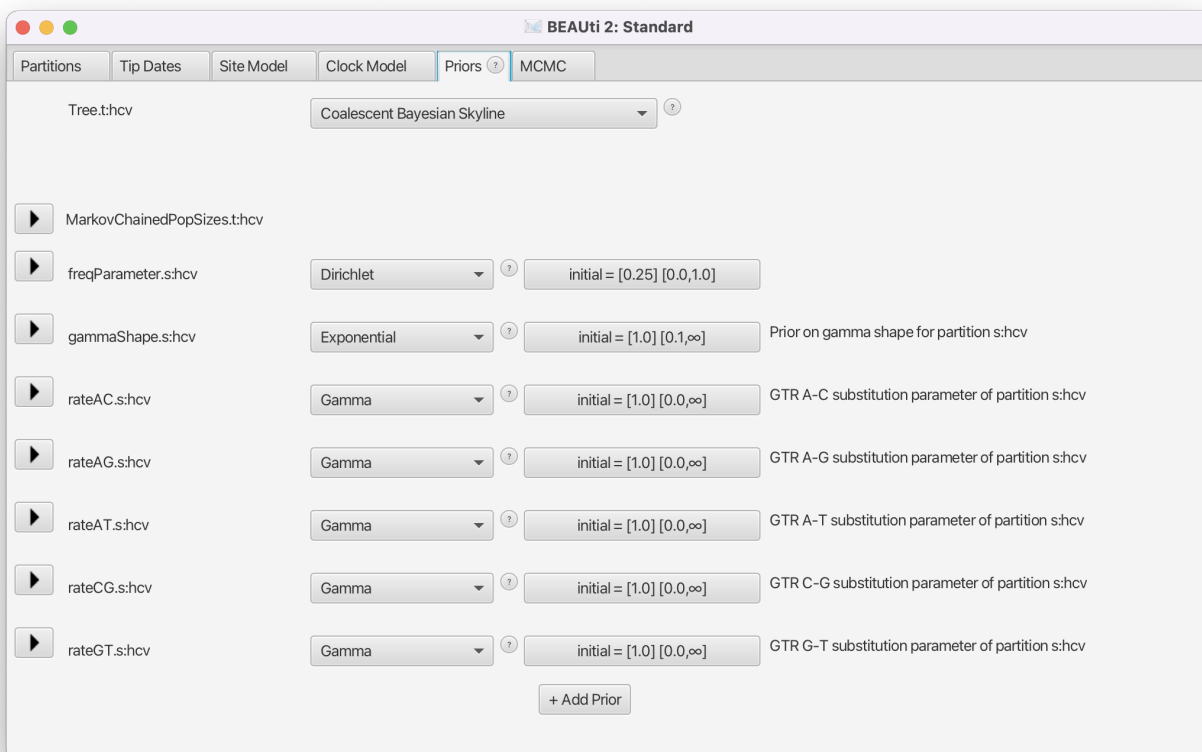 BEAUti 2: Standard
Partitions Tip Dates Site Model Clock Model Priors ? MCMC
Tree.t:hcv Coalescent Bayesian Skyline ?
MarkovChainedPopSizes.t:hcv
freqParameter.s:hcv Dirichlet ? initial = [0.25] [0.0,1.0]
gammaShape.s:hcv Exponential ? initial = [1.0] [0.1,∞] Prior on gamma shape for partition s:hcv
rateAC.s:hcv Gamma ? initial = [1.0] [0.0,∞] GTR A-C substitution parameter of partition s:hcv
rateAG.s:hcv Gamma ? initial = [1.0] [0.0,∞] GTR A-G substitution parameter of partition s:hcv
rateAT.s:hcv Gamma ? initial = [1.0] [0.0,∞] GTR A-T substitution parameter of partition s:hcv
rateCG.s:hcv Gamma ? initial = [1.0] [0.0,∞] GTR C-G substitution parameter of partition s:hcv
rateGT.s:hcv Gamma ? initial = [1.0] [0.0,∞] GTR G-T substitution parameter of partition s:hcv
+ Add Prior